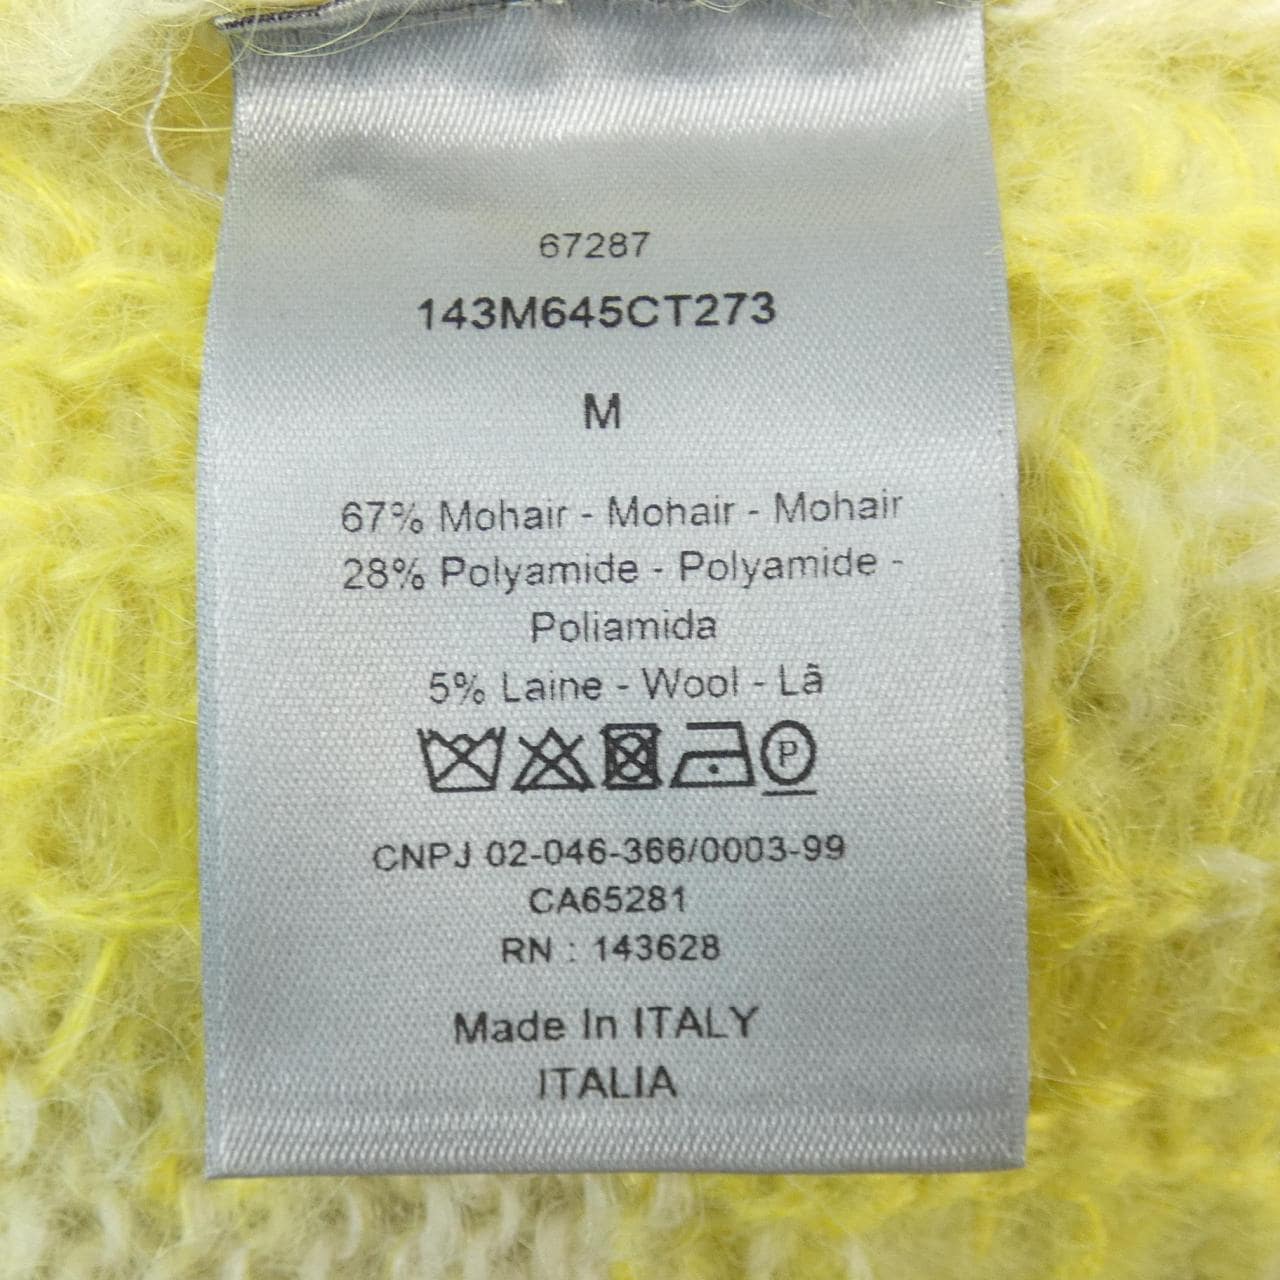 67287
143M645CT273
M
67% Mohair - Mohair - Mohair
28% Polyamide - Polyamide -
Poliamida
5% Laine - Wool - Lã
P
CNPJ 02-046-366/0003-99
CA65281
RN : 143628
Made In ITALY
ITALIA